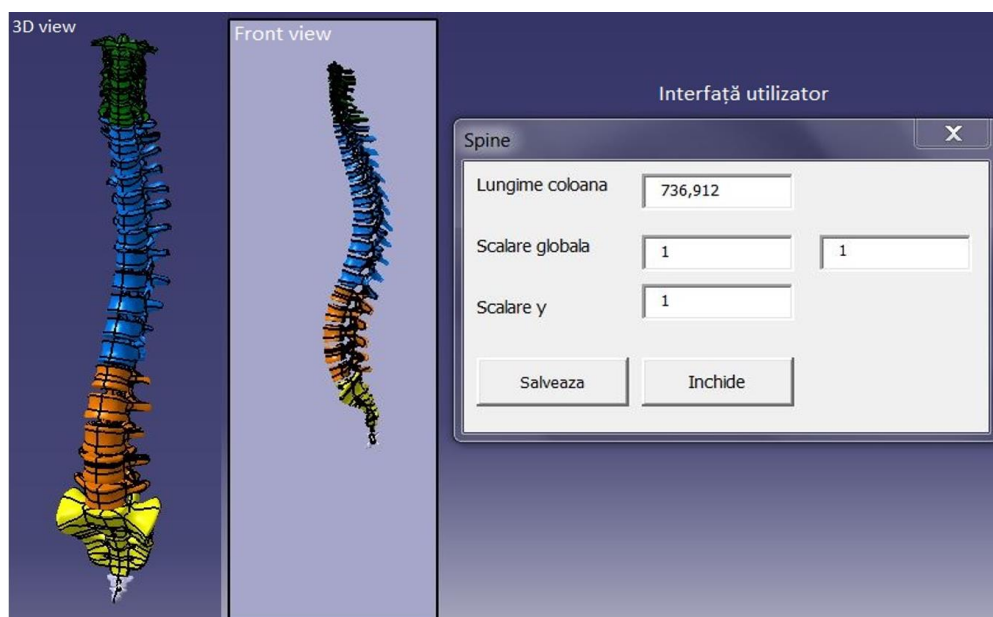 3D view
Front view
Interfață utilizator
Spine
X
Lungime coloana
736,912
Scalare globala
1
1
Scalare y
1
Salveaza
Inchide